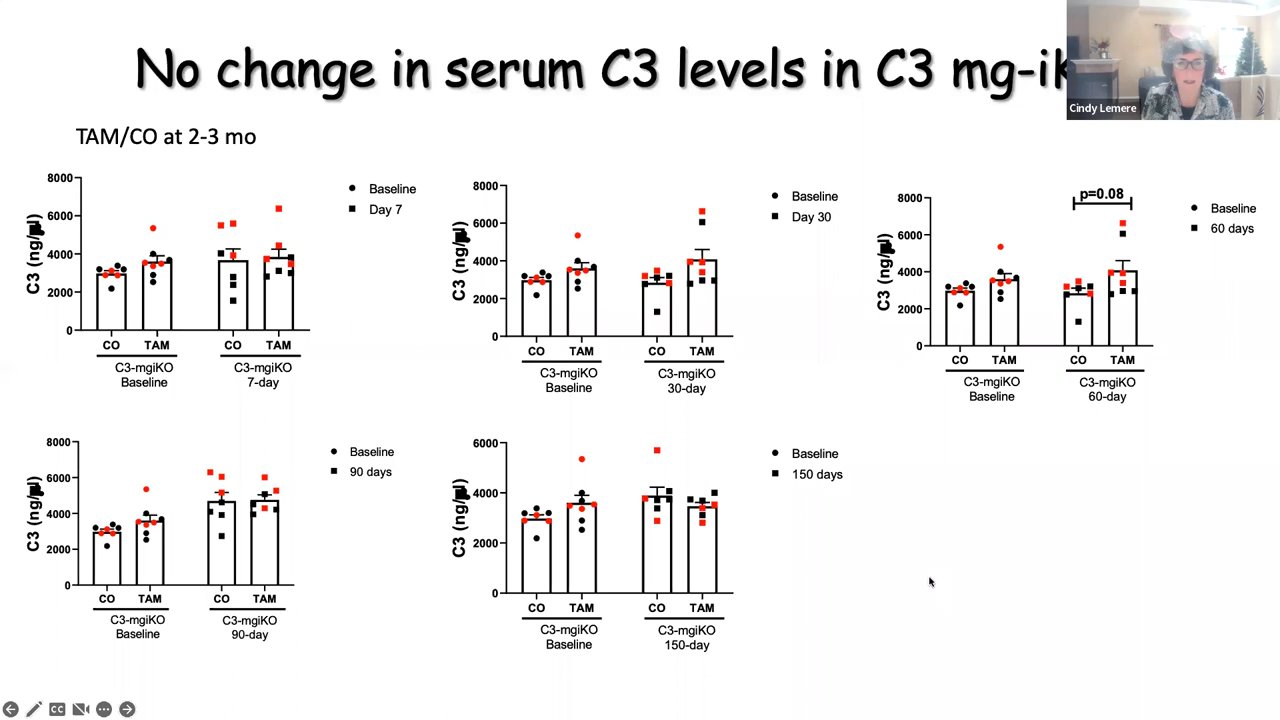 No change in serum C3 levels in C3 mg-iK
Cindy Lemere
TAM/CO at 2-3 mo
8000
6000
4000
2000
0
C3 (ng/
CO TAM CO TAM
C3-mgiKO C3-mgiKO
Baseline 7-day
Baseline
Day 7
8000
6000
4000
2000
0
C3 (ng/
CO TAM CO TAM
C3-mgiKO C3-mgiKO
Baseline 30-day
Baseline
Day 30
p=0.08
8000
6000
4000
2000
0
C3 (ng/
CO TAM CO TAM
C3-mgiKO C3-mgiKO
Baseline 60-day
Baseline
60 days
8000
6000
4000
2000
0
C3 (ng/
CO TAM CO TAM
C3-mgiKO C3-mgiKO
Baseline 90-day
Baseline
90 days
6000
4000
2000
0
C3 (ng/
CO TAM CO TAM
C3-mgiKO C3-mgiKO
Baseline 150-day
Baseline
150 days
CC